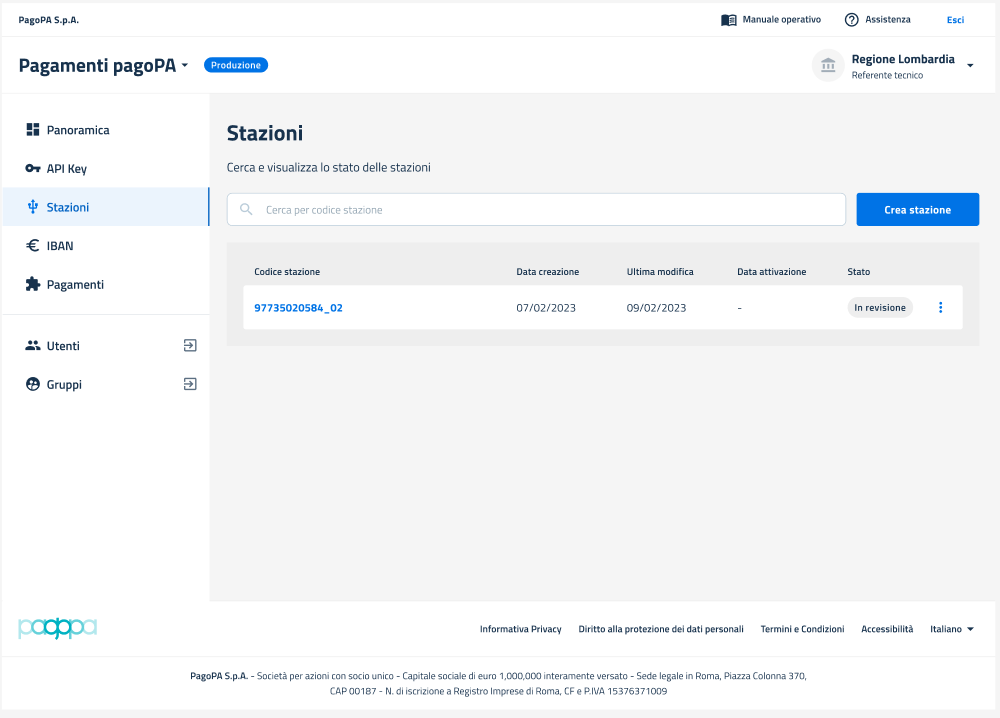 PagoPA S.p.A.
Manuale operativo
Assistenza
Esci
Pagamenti pagoPA
Produzione
Regione Lombardia
Referente tecnico
Panoramica
API Key
Stazioni
IBAN
Pagamenti
Utenti
Gruppi
Stazioni
Cerca e visualizza lo stato delle stazioni
Cerca per codice stazione
Crea stazione
Codice stazione Data creazione Ultima modifica Data attivazione Stato
97735020584_02 07/02/2023 09/02/2023 - In revisione
pagopa
Informativa Privacy Diritto alla protezione dei dati personali Termini e Condizioni Accessibilità Italiano
PagoPA S.p.A. - Società per azioni con socio unico - Capitale sociale di euro 1,000,000 interamente versato - Sede legale in Roma, Piazza Colonna 370,
CAP 00187 - N. di iscrizione a Registro Imprese di Roma, CF e P.IVA 15376371009